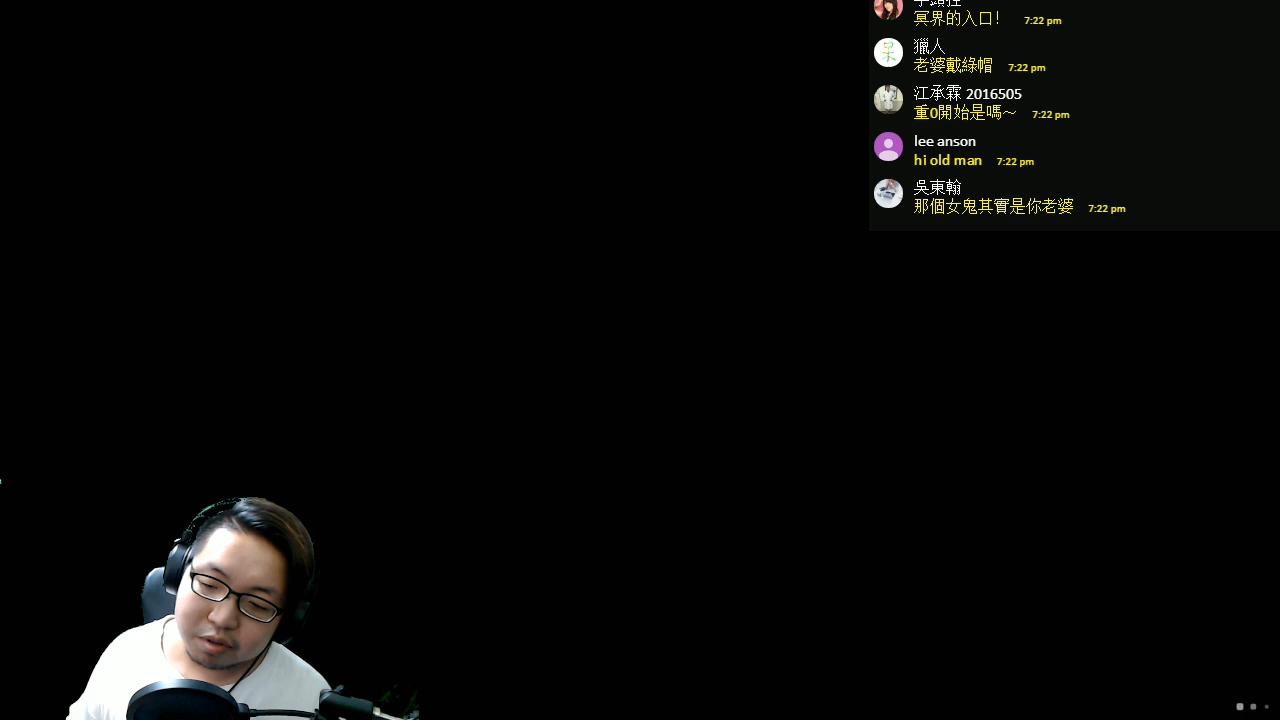 冥界的入口！ 7:22 pm
獵人
老婆戴綠帽 7:22 pm
江承霖 2016505
重0開始是嗎～ 7:22 pm
lee anson
hi old man 7:22 pm
吳東翰
那個女鬼其實是你老婆 7:22 pm